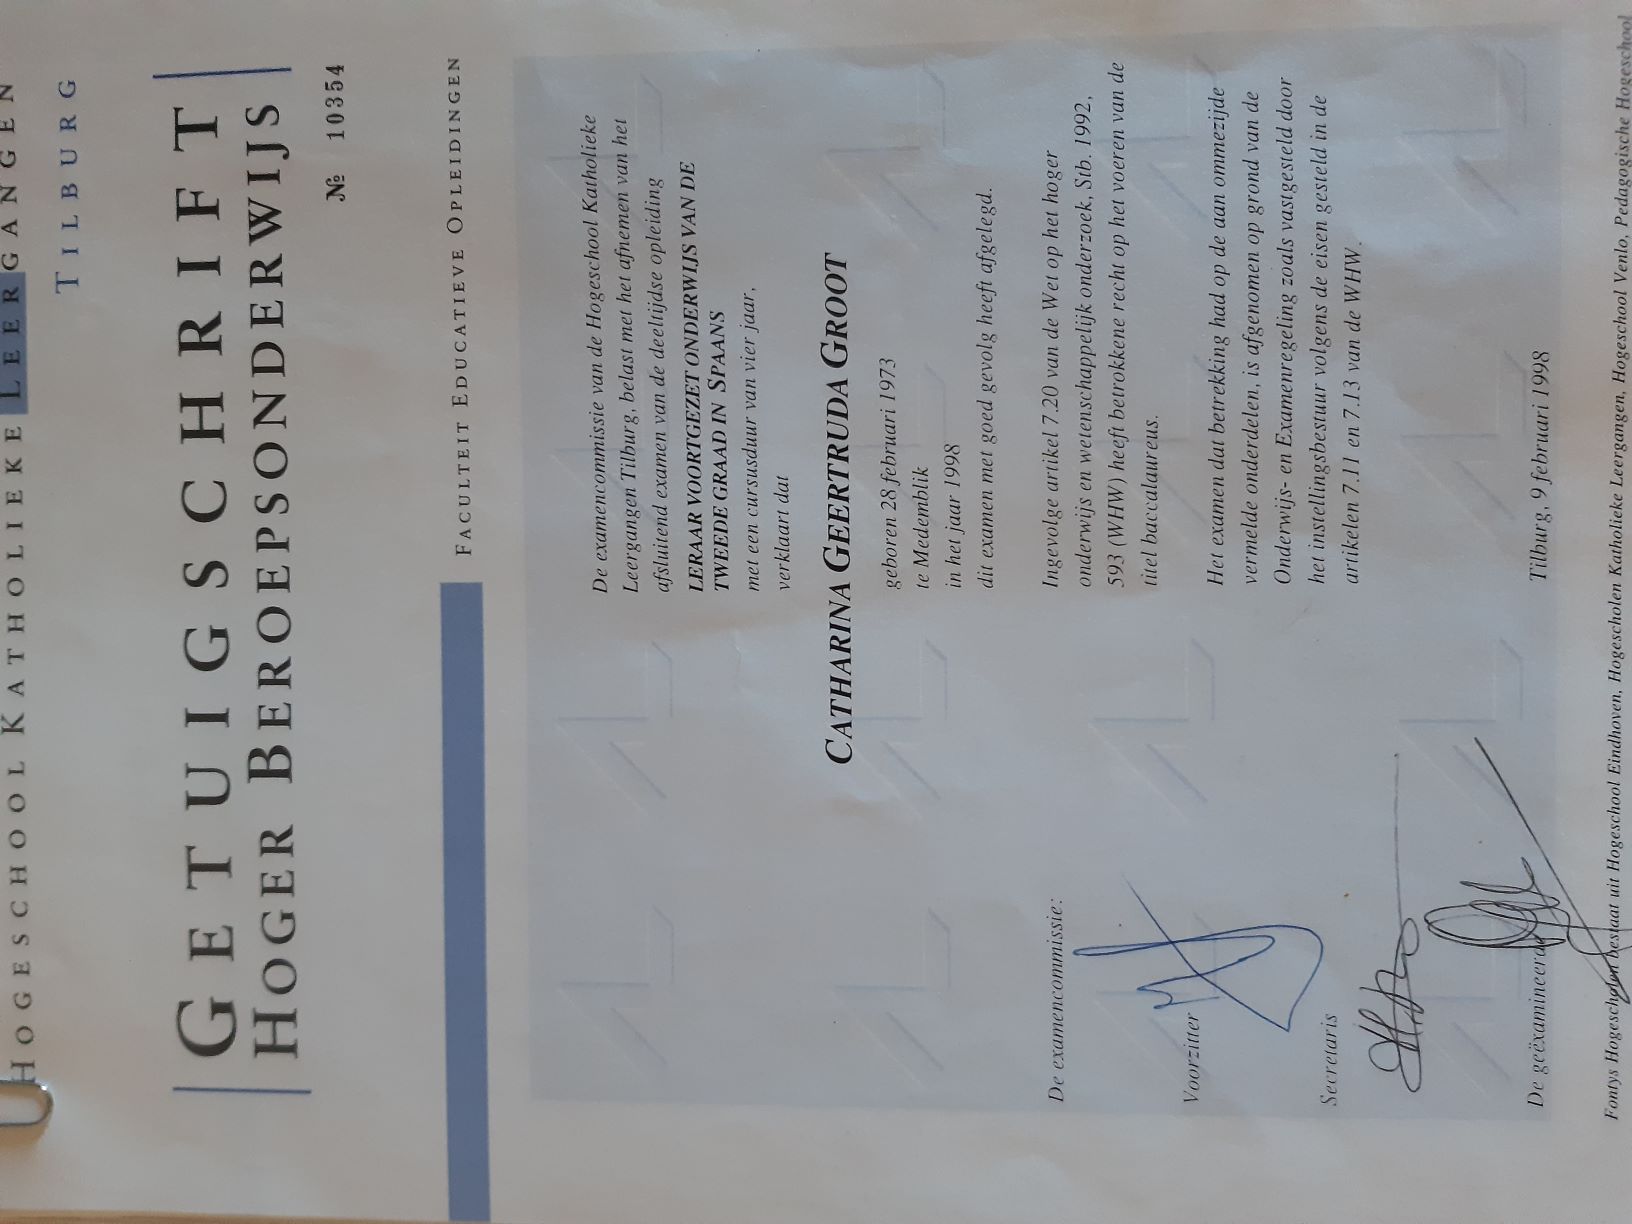 HOGESCHOOL KATHOLIEKE LEERGANGEN
TILBURG
GETUIGSCHRIFT
HOGER BEROEPSONDERWIJS
№ 10354
FACULTEIT EDUCATIEVE OPLEIDINGEN
De examencommissie van de Hogeschool Katholieke
Leergangen Tilburg, belast met het afnemen van het
afsluitend examen van de deeltijdse opleiding
LERAAR VOORTGEZET ONDERWIJS VAN DE
TWEEDE GRAAD IN SPAANS
met een cursusduur van vier jaar,
verklaart dat
CATHARINA GEERTRUDA GROOT
geboren 28 februari 1973
te Medemblik
in het jaar 1998
dit examen met goed gevolg heeft afgelegd.
Ingevolge artikel 7.20 van de Wet op het hoger
onderwijs en wetenschappelijk onderzoek, Stb. 1992,
593 (WHW) heeft betrokkene recht op het voeren van de
titel baccalaureus.
Het examen dat betrekking had op de aan ommezijde
vermelde onderdelen, is afgenomen op grond van de
Onderwijs- en Examenregeling zoals vastgesteld door
het instellingsbestuur volgens de eisen gesteld in de
artikelen 7.11 en 7.13 van de WHW.
De examencommissie:
Voorzitter
Secretaris
De geëxamineerde
Tilburg, 9 februari 1998
Fontys Hogescholen bestaat uit Hogeschool Eindhoven, Hogescholen Katholieke Leergangen, Hogeschool Venlo, Pedagogische Hogeschool